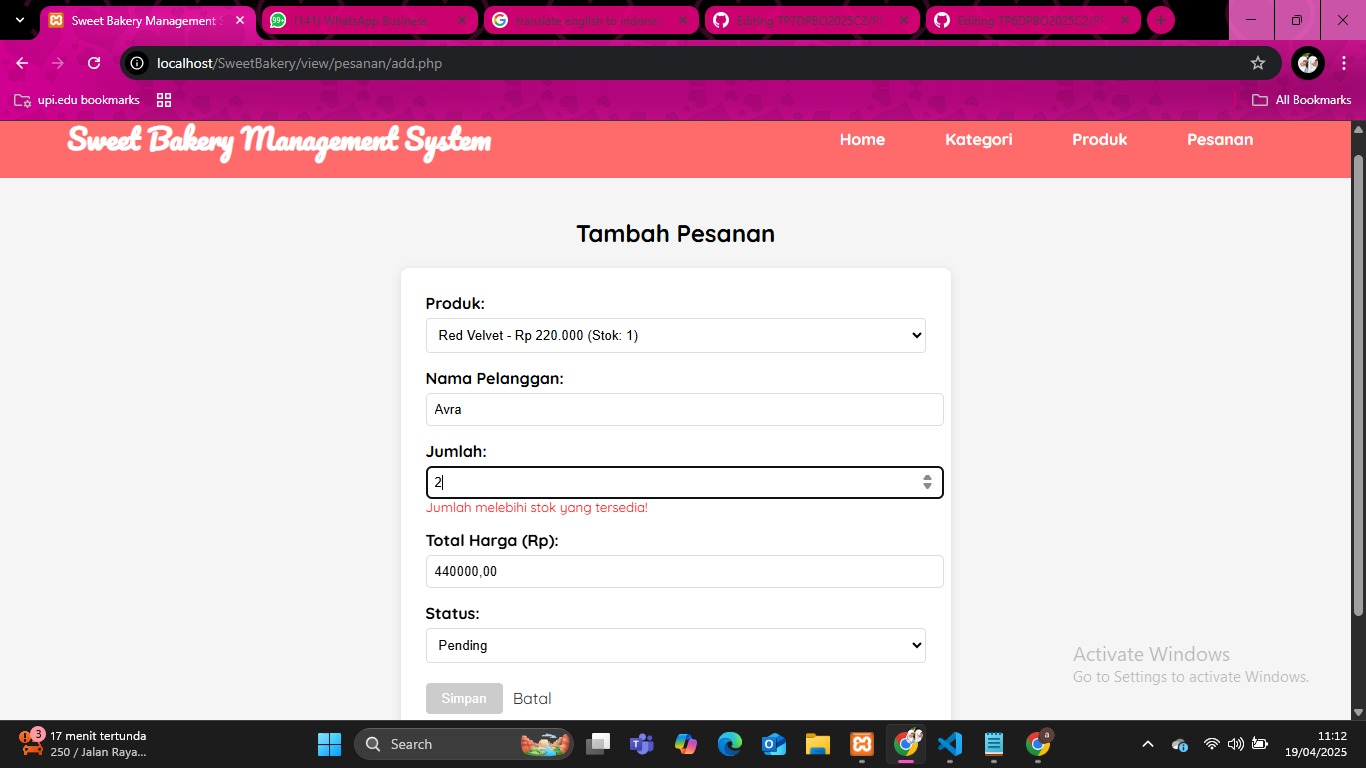 Sweet Bakery Management S
(141) WhatsApp Business
translate english to indones
Editing TP7DPBO2025C2/R
Editing TP6DPBO2025C2/R
localhost/SweetBakery/view/pesanan/add.php
upi.edu bookmarks
All Bookmarks
Sweet Bakery Management System
Home
Kategori
Produk
Pesanan
Tambah Pesanan
Produk:
Red Velvet - Rp 220.000 (Stok: 1)
Nama Pelanggan:
Avra
Jumlah:
2
Jumlah melebihi stok yang tersedia!
Total Harga (Rp):
440000,00
Status:
Pending
Simpan
Batal
Activate Windows
Go to Settings to activate Windows.
3
17 menit tertunda
250 / Jalan Raya...
Search
a
11:12
19/04/2025